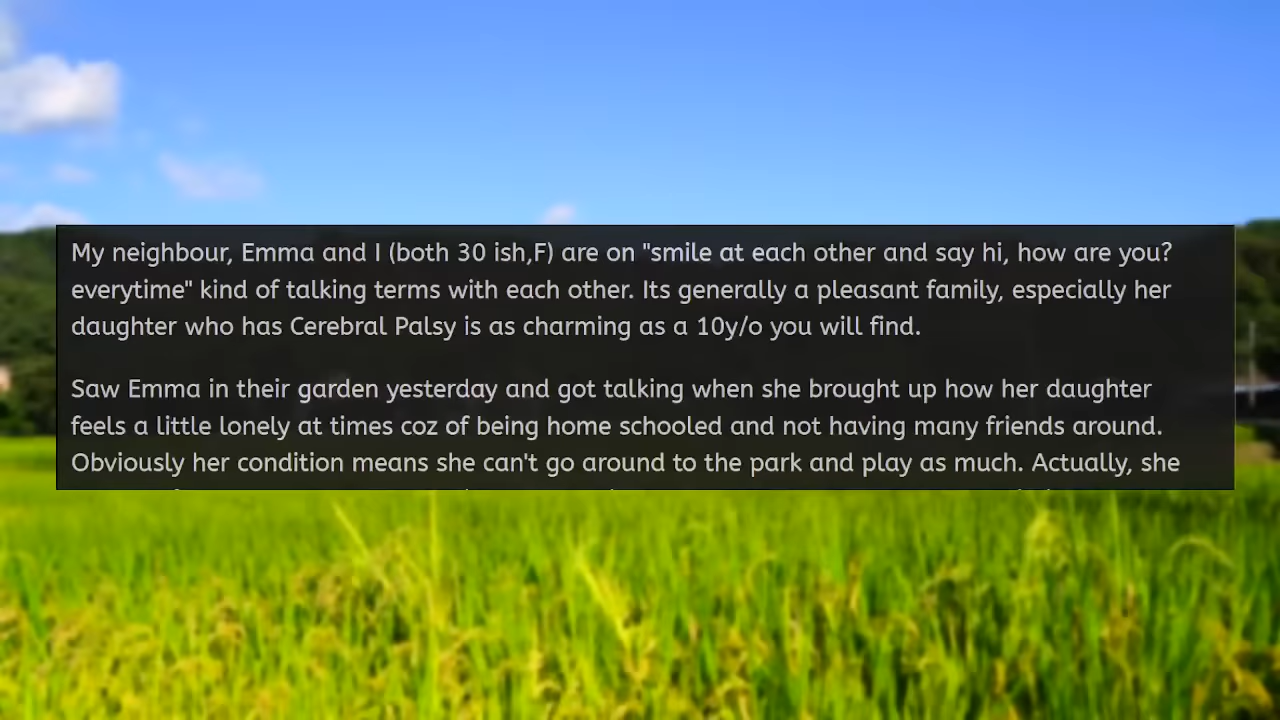 My neighbour, Emma and I (both 30 ish,F) are on "smile at each other and say hi, how are you?
everytime" kind of talking terms with each other. Its generally a pleasant family, especially her
daughter who has Cerebral Palsy is as charming as a 10y/o you will find.
Saw Emma in their garden yesterday and got talking when she brought up how her daughter
feels a little lonely at times coz of being home schooled and not having many friends around.
Obviously her condition means she can't go around to the park and play as much. Actually, she